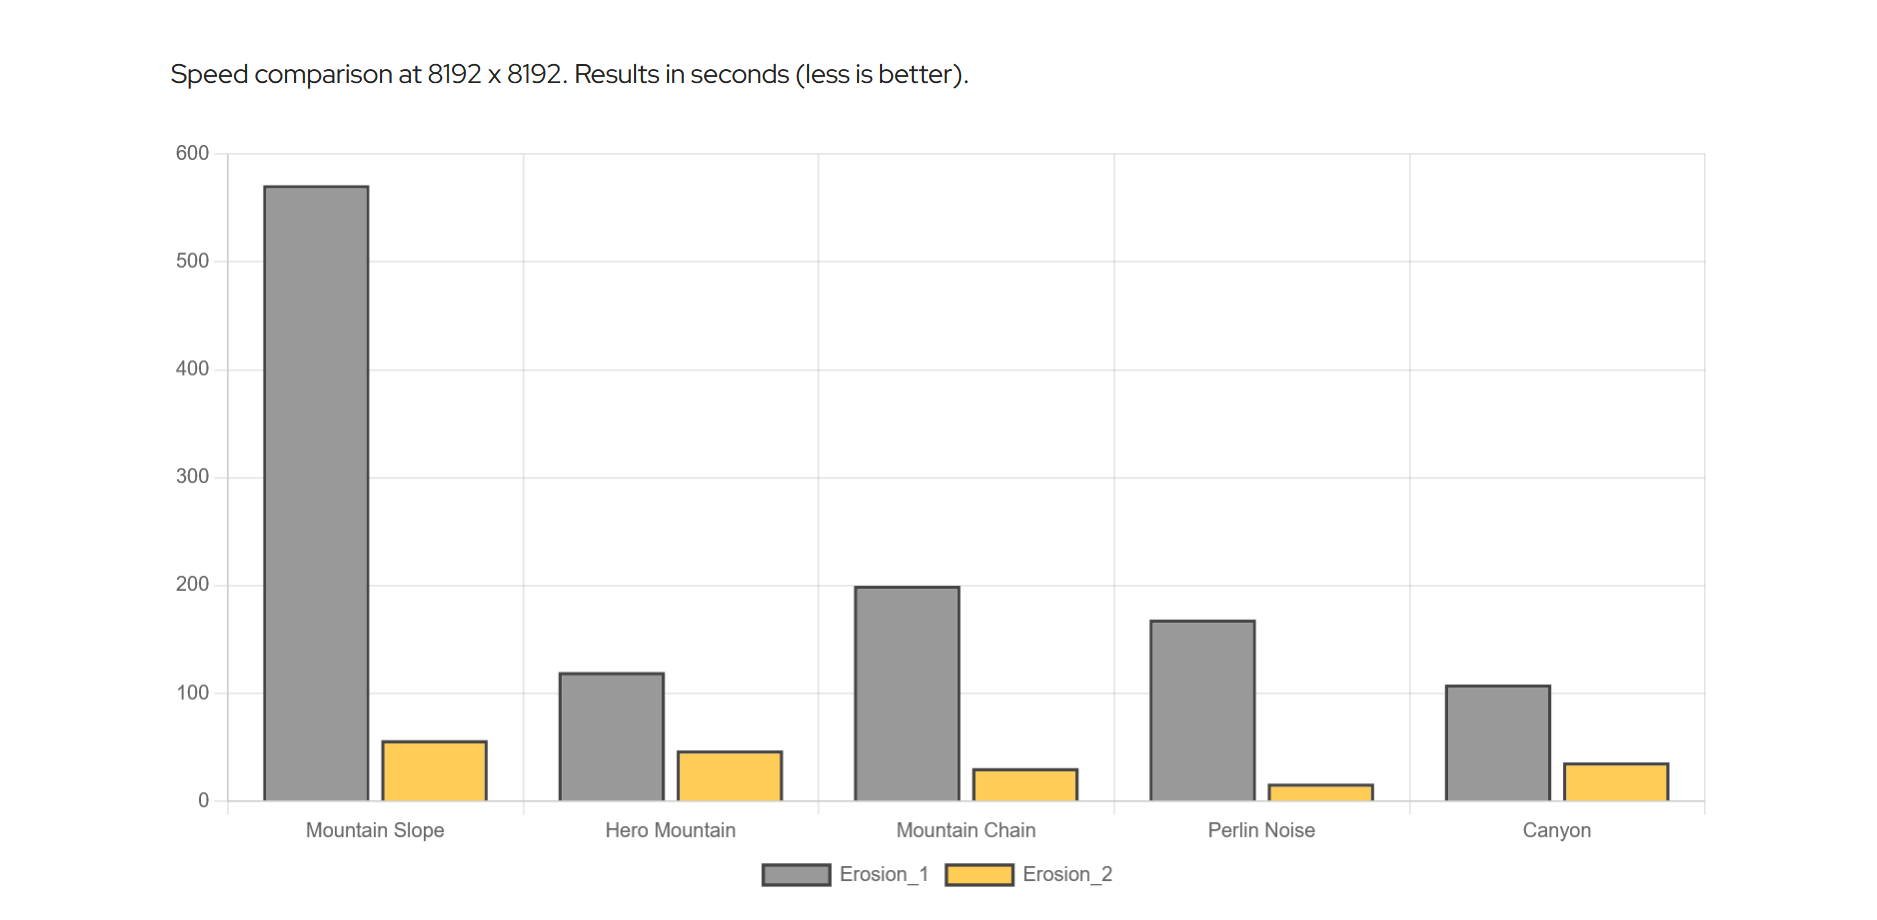 Speed comparison at 8192 x 8192. Results in seconds (less is better).
600
500
400
300
200
100
0
Mountain Slope Hero Mountain Mountain Chain Perlin Noise Canyon
Erosion_1 Erosion_2